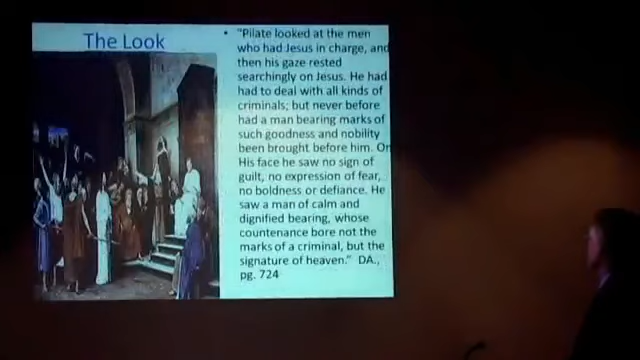 The Look
• "Pilate looked at the men
who had Jesus in charge, and
then his gaze rested
searchingly on Jesus. He had
had to deal with all kinds of
criminals; but never before
had a man bearing marks of
such goodness and nobility
been brought before him. On
His face he saw no sign of
guilt, no expression of fear,
no boldness or defiance. He
saw a man of calm and
dignified bearing, whose
countenance bore not the
marks of a criminal, but the
signature of heaven." DA.,
pg. 724